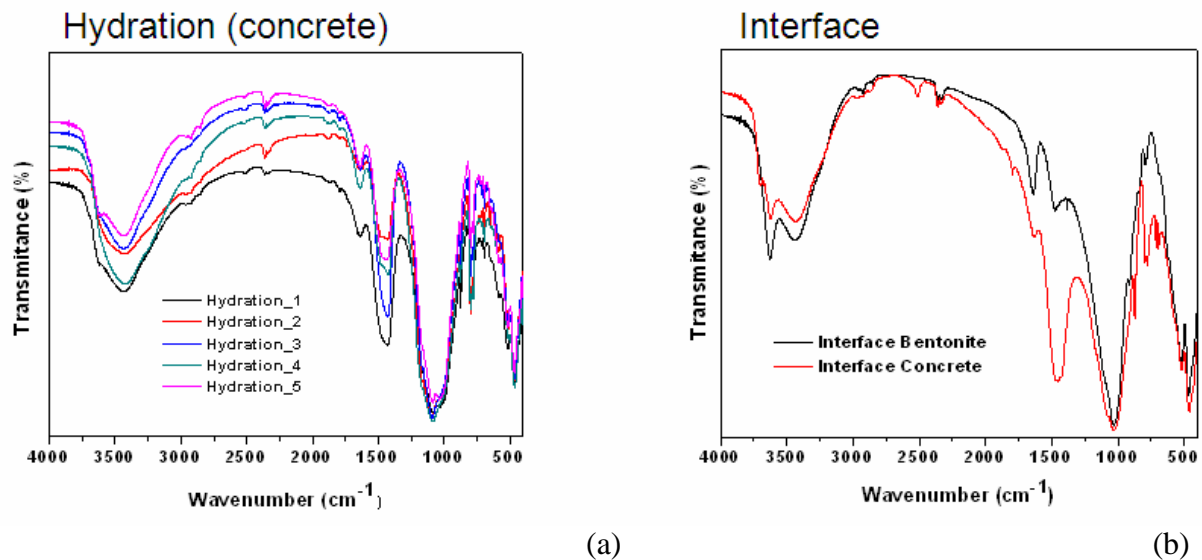 Hydration (concrete)
Transmitance (%)
Hydration_1
Hydration_2
Hydration_3
Hydration_4
Hydration_5
4000 3500 3000 2500 2000 1500 1000 500
Wavenumber (cm-1)
(a)
Interface
Transmitance (%)
Interface Bentonite
Interface Concrete
4000 3500 3000 2500 2000 1500 1000 500
Wavenumber (cm-1)
(b)